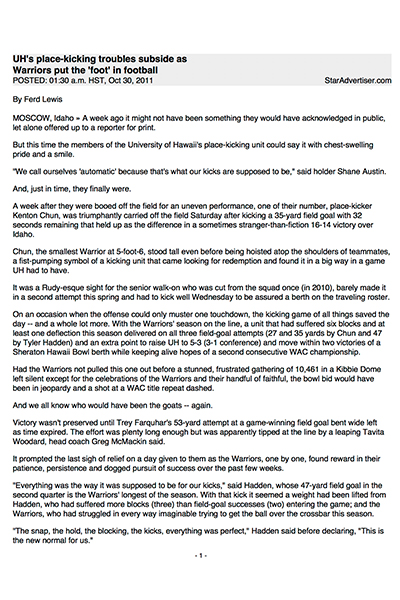 UH's place-kicking troubles subside as
Warriors put the 'foot' in football
POSTED: 01:30 a.m. HST, Oct 30, 2011
StarAdvertiser.com
By Ferd Lewis
MOSCOW, Idaho » A week ago it might not have been something they would have acknowledged in public,
let alone offered up to a reporter for print.
But this time the members of the University of Hawaii's place-kicking unit could say it with chest-swelling
pride and a smile.
"We call ourselves 'automatic' because that's what our kicks are supposed to be," said holder Shane Austin.
And, just in time, they finally were.
A week after they were booed off the field for an uneven performance, one of their number, place-kicker
Kenton Chun, was triumphantly carried off the field Saturday after kicking a 35-yard field goal with 32
seconds remaining that held up as the difference in a sometimes stranger-than-fiction 16-14 victory over
Idaho.
Chun, the smallest Warrior at 5-foot-6, stood tall even before being hoisted atop the shoulders of teammates,
a fist-pumping symbol of a kicking unit that came looking for redemption and found it in a big way in a game
UH had to have.
It was a Rudy-esque sight for the senior walk-on who was cut from the squad once (in 2010), barely made it
in a second attempt this spring and had to kick well Wednesday to be assured a berth on the traveling roster.
On an occasion when the offense could only muster one touchdown, the kicking game of all things saved the
day -- and a whole lot more. With the Warriors' season on the line, a unit that had suffered six blocks and at
least one deflection this season delivered on all three field-goal attempts (27 and 35 yards by Chun and 47
by Tyler Hadden) and an extra point to raise UH to 5-3 (3-1 conference) and move within two victories of a
Sheraton Hawaii Bowl berth while keeping alive hopes of a second consecutive WAC championship.
Had the Warriors not pulled this one out before a stunned, frustrated gathering of 10,461 in a Kibbie Dome
left silent except for the celebrations of the Warriors and their handful of faithful, the bowl bid would have
been in jeopardy and a shot at a WAC title repeat dashed.
And we all know who would have been the goats -- again.
Victory wasn't preserved until Trey Farquhar's 53-yard attempt at a game-winning field goal bent wide left
as time expired. The effort was plenty long enough but was apparently tipped at the line by a leaping Tavita
Woodard, head coach Greg McMackin said.
It prompted the last sigh of relief on a day given to them as the Warriors, one by one, found reward in their
patience, persistence and dogged pursuit of success over the past few weeks.
"Everything was the way it was supposed to be for our kicks," said Hadden, whose 47-yard field goal in the
second quarter is the Warriors' longest of the season. With that kick it seemed a weight had been lifted from
Hadden, who had suffered more blocks (three) than field-goal successes (two) entering the game; and the
Warriors, who had struggled in every way imaginable trying to get the ball over the crossbar this season.
"The snap, the hold, the blocking, the kicks, everything was perfect," Hadden said before declaring, "This is
the new normal for us."
- 1 -